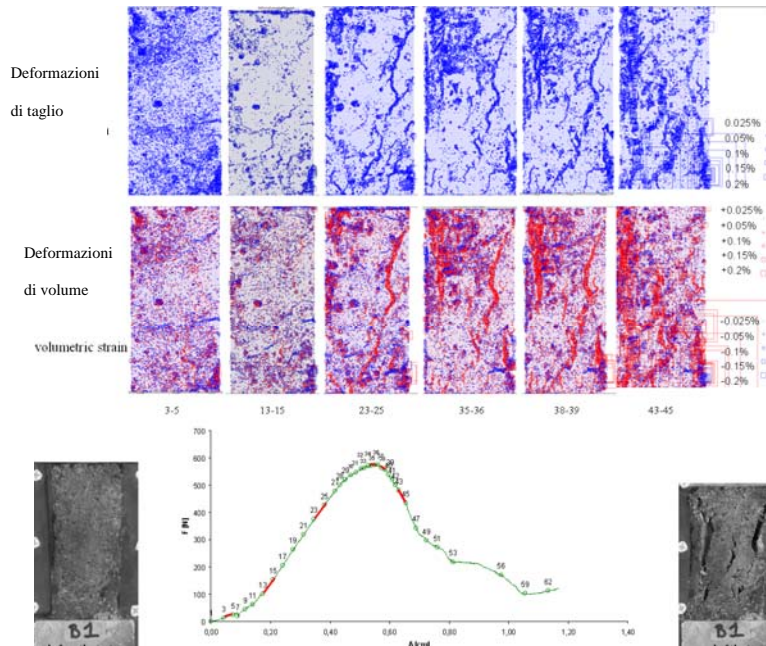 Deformazioni
di taglio
0.025%
0.05%
0.1%
0.15%
0.2%
Deformazioni
di volume
volumetric strain
+0.025%
+0.05%
+0.1%
+0.15%
+0.2%
-0.025%
-0.05%
-0.1%
-0.15%
-0.2%
3-5 13-15 23-25 35-36 38-39 43-45
700
600
500
400
300
200
100
0
F [N]
0,00 0,20 0,40 0,60 0,80 1,00 1,20 1,40
1 3 5 7 9 11 13 15 17 19 21 23 25 27
43 45 47 49 51 53 56 59 62
B1
B1